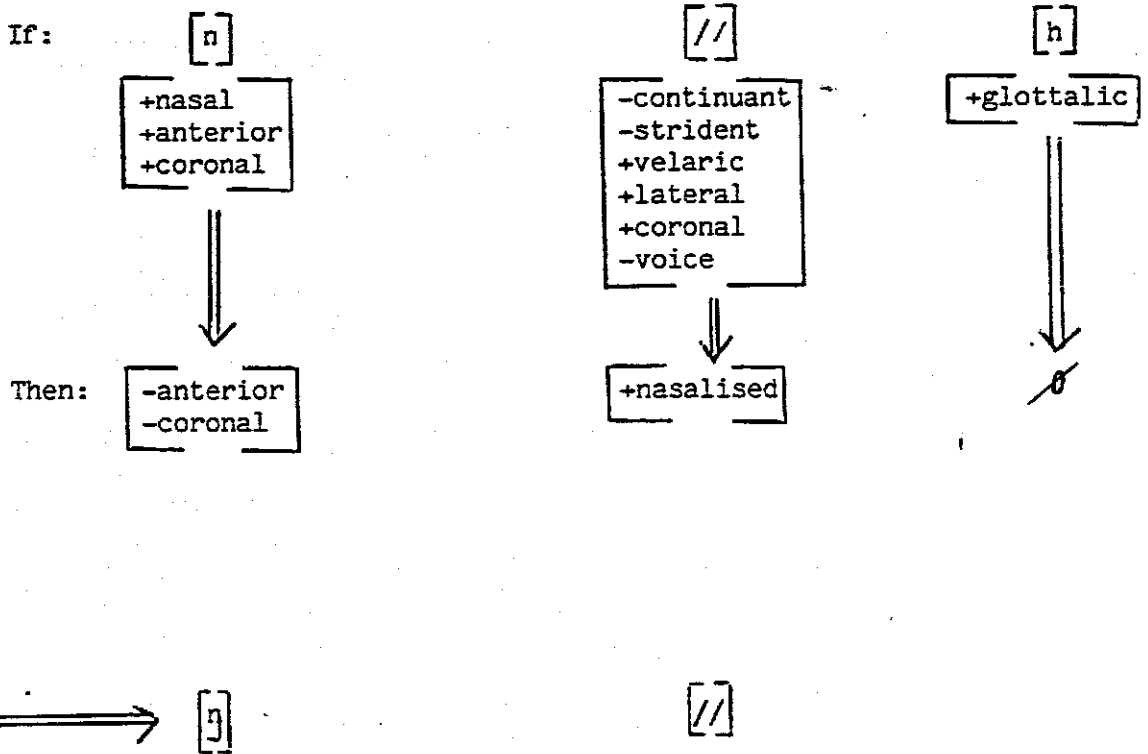 If: [n] [//] [h]
+nasal -continuant +glottalic
+anterior -strident
+coronal +velaric
+lateral
+coronal
-voice
Then: -anterior +nasalised Ø
-coronal
[ŋ] [//]